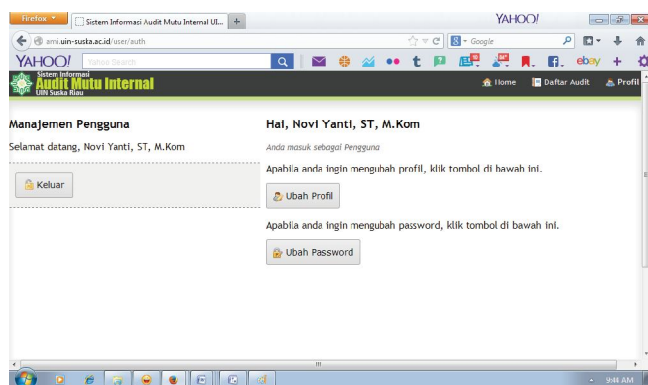 Firefox
Sistem Informasi Audit Mutu Internal UI...
ami.uin-suska.ac.id/user/auth
Google
YAHOO!
YAHOO!
Yahoo Search
ebay
Sistem Informasi
Audit Mutu Internal
UIN Suska Riau
Home
Daftar Audit
Profil
Manajemen Pengguna
Selamat datang, Novi Yanti, ST, M.Kom
Keluar
Hai, Novi Yanti, ST, M.Kom
Anda masuk sebagai Pengguna
Apabila anda ingin mengubah profil, klik tombol di bawah ini.
Ubah Profil
Apabila anda ingin mengubah password, klik tombol di bawah ini.
Ubah Password
9:44 AM